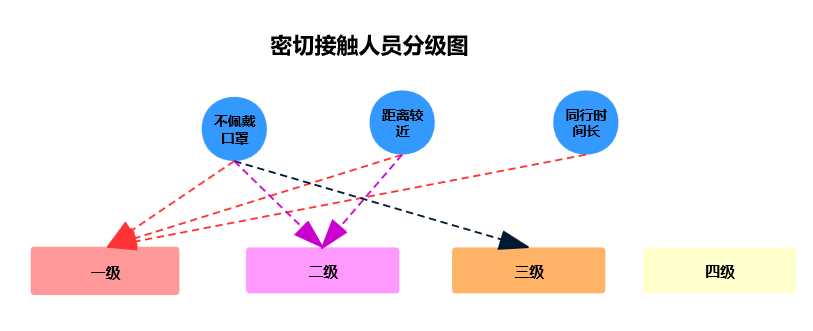 密切接触人员分级图
不佩戴
口罩
距离较
近
同行时
间长
一级
二级
三级
四级